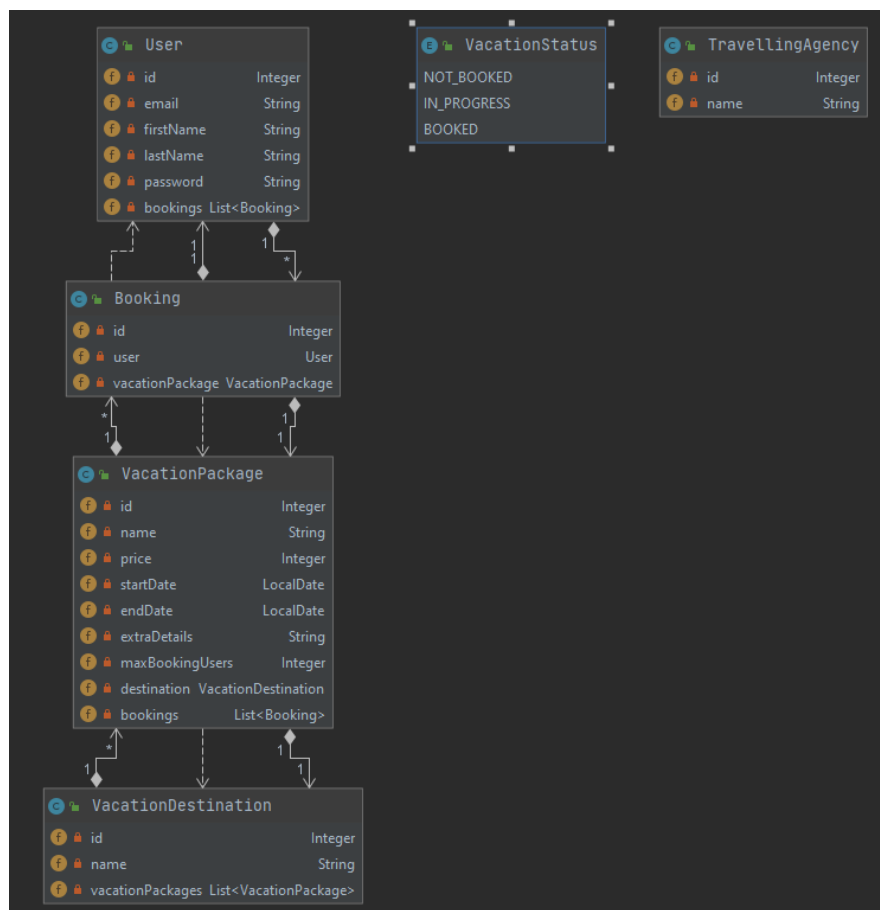 User
id Integer
email String
firstName String
lastName String
password String
bookings List<Booking>
VacationStatus
NOT_BOOKED
IN_PROGRESS
BOOKED
TravellingAgency
id Integer
name String
1
1
1
*
Booking
id Integer
user User
vacationPackage VacationPackage
*
1
1
1
VacationPackage
id Integer
name String
price Integer
startDate LocalDate
endDate LocalDate
extraDetails String
maxBookingUsers Integer
destination VacationDestination
bookings List<Booking>
*
1
1
1
VacationDestination
id Integer
name String
vacationPackages List<VacationPackage>